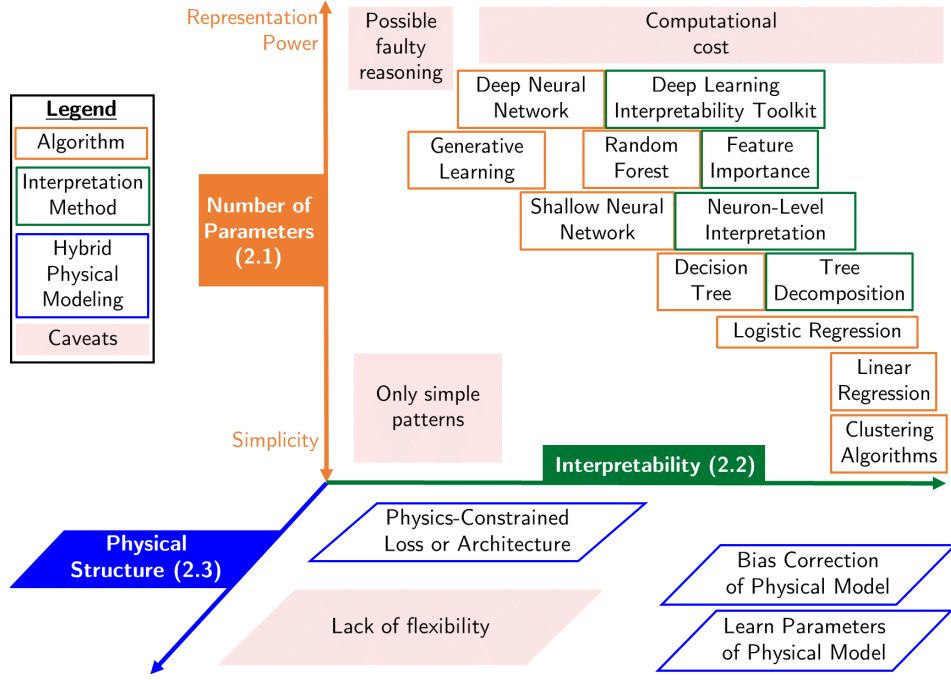 Representation
Power
Possible
faulty
reasoning
Computational
cost
Deep Neural
Network
Deep Learning
Interpretability Toolkit
Legend
Algorithm
Interpretation
Method
Hybrid
Physical
Modeling
Caveats
Generative
Learning
Random
Forest
Feature
Importance
Number of
Parameters
(2.1)
Shallow Neural
Network
Neuron-Level
Interpretation
Decision
Tree
Tree
Decomposition
Logistic Regression
Linear
Regression
Only simple
patterns
Simplicity
Clustering
Algorithms
Interpretability (2.2)
Physics-Constrained
Loss or Architecture
Physical
Structure (2.3)
Bias Correction
of Physical Model
Lack of flexibility
Learn Parameters
of Physical Model